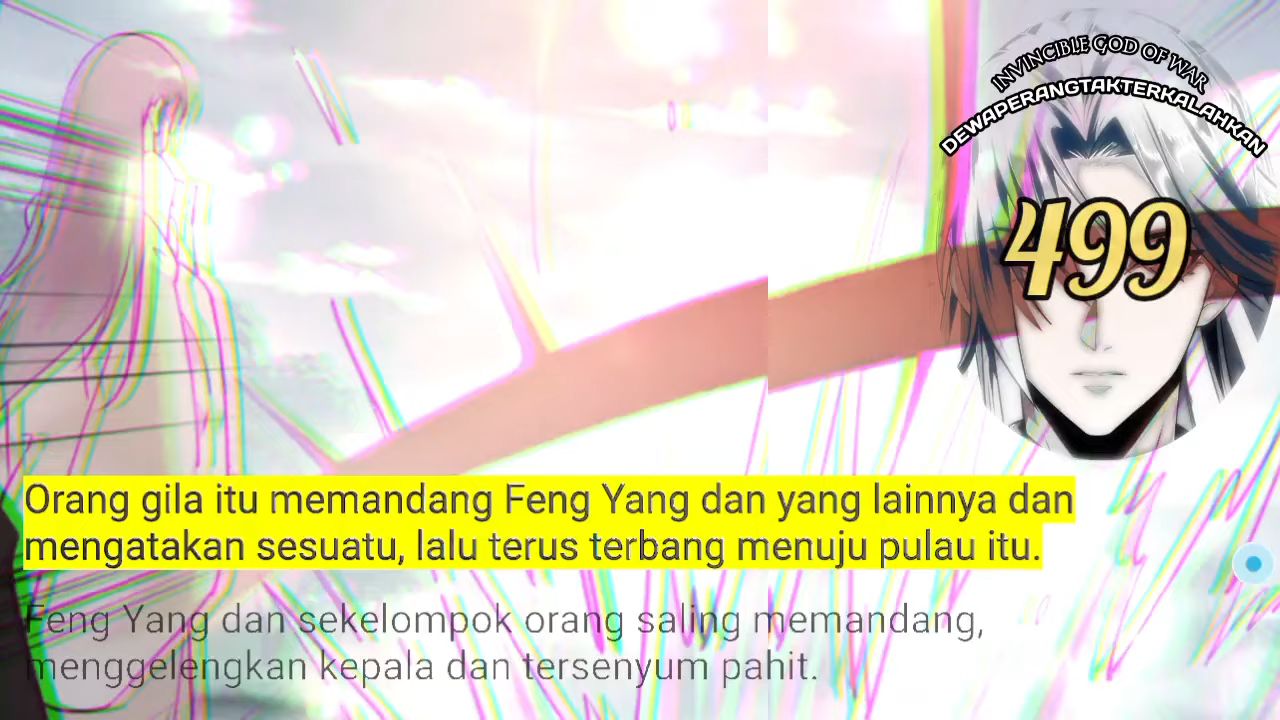 INVINCIBLE GOD OF WAR
DEWAPERANGTAKTERKALAHKAN
499
Orang gila itu memandang Feng Yang dan yang lainnya dan
mengatakan sesuatu, lalu terus terbang menuju pulau itu.
Feng Yang dan sekelompok orang saling memandang,
menggelengkan kepala dan tersenyum pahit.